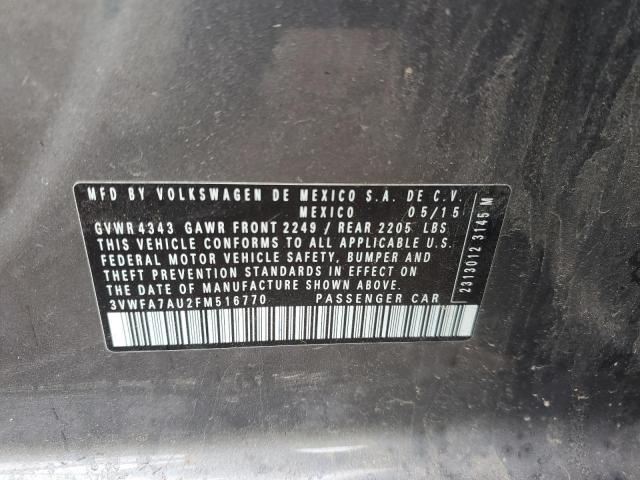 MFD BY VOLKSWAGEN DE MEXICO S.A. DE C.V.
MEXICO 05/15
GVWR 4343 GAWR FRONT 2249 / REAR 2205 LBS
THIS VEHICLE CONFORMS TO ALL APPLICABLE U.S.
FEDERAL MOTOR VEHICLE SAFETY, BUMPER AND
THEFT PREVENTION STANDARDS IN EFFECT ON
THE DATE OF MANUFACTURE SHOWN ABOVE.
3VWFA7AU2FM516770 PASSENGER CAR
2313012 3145 M